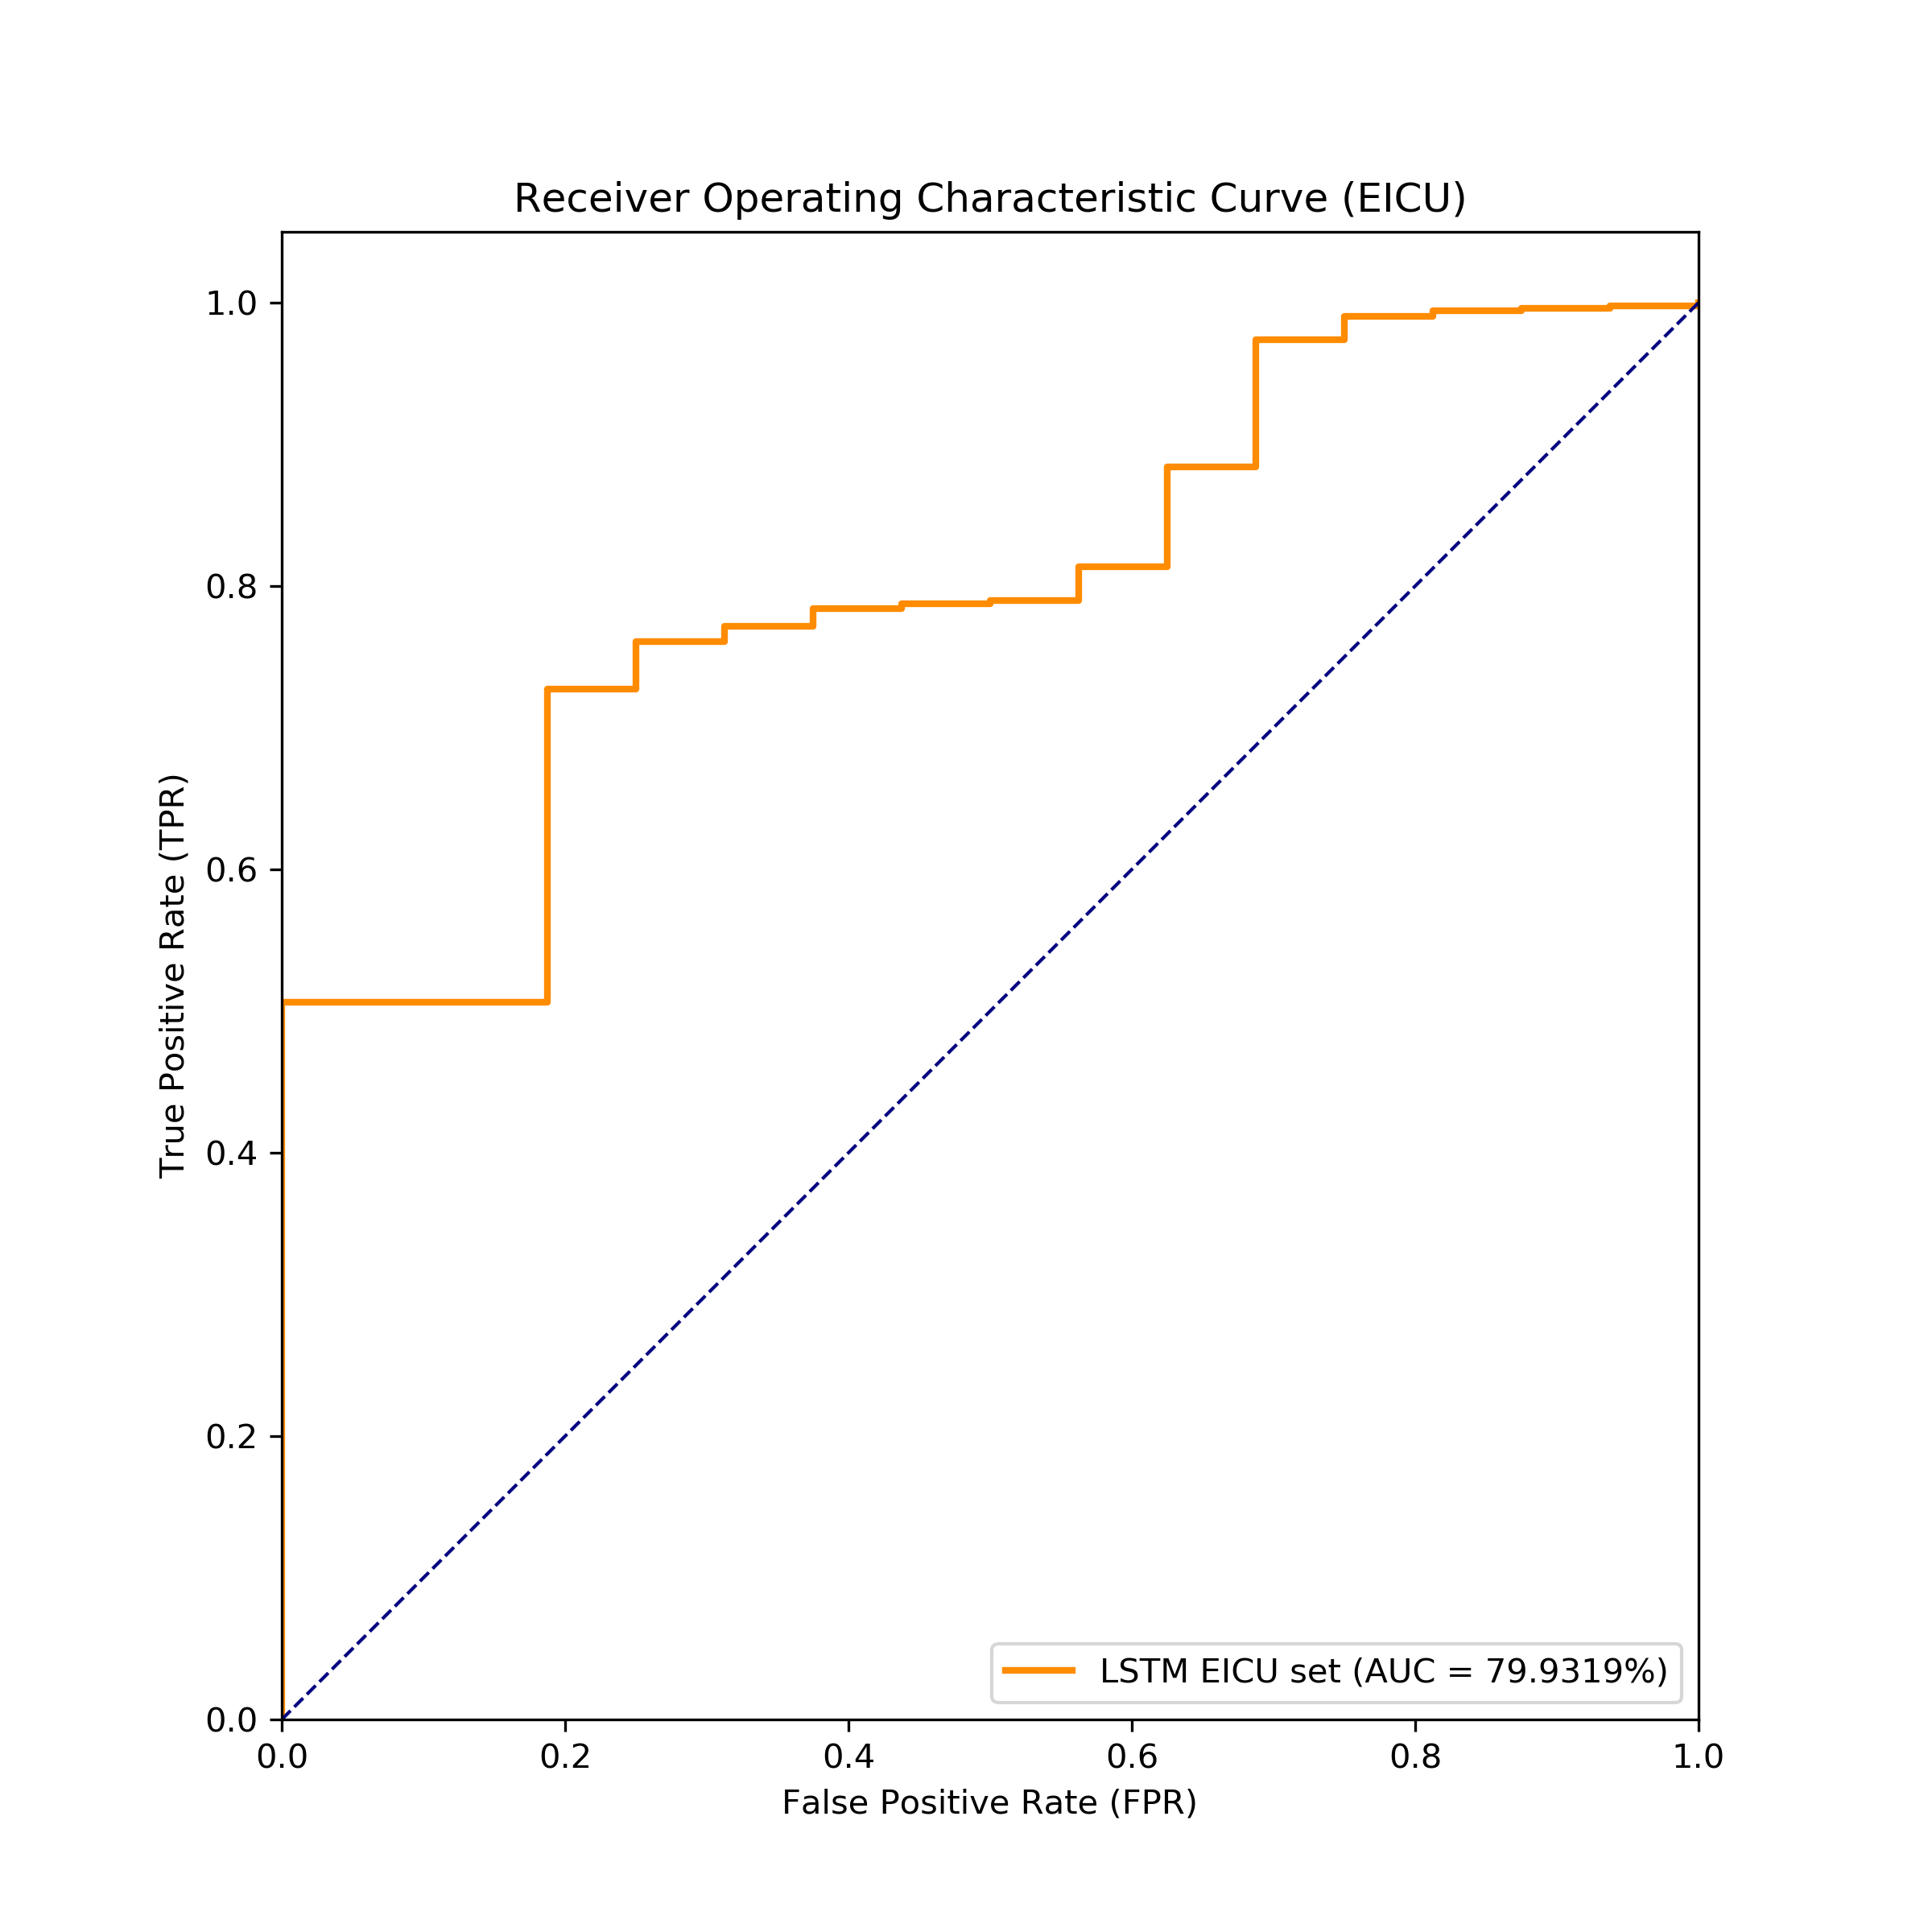 Receiver Operating Characteristic Curve (EICU)
1.0
0.8
0.6
0.4
0.2
0.0
True Positive Rate (TPR)
LSTM EICU set (AUC = 79.9319%)
0.0 0.2 0.4 0.6 0.8 1.0
False Positive Rate (FPR)